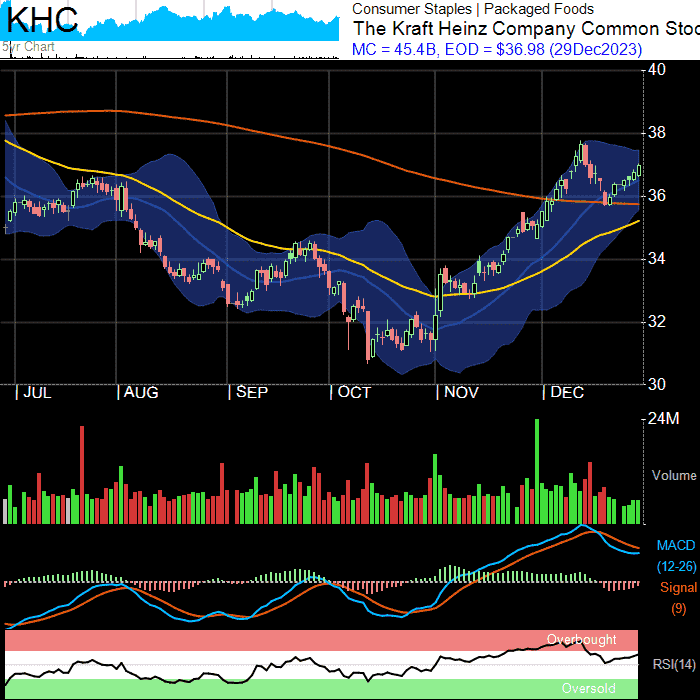 KHC
5yr Chart
Consumer Staples | Packaged Foods
The Kraft Heinz Company Common Stoc
MC = 45.4B, EOD = $36.98 (29Dec2023)
40
38
36
34
32
30
JUL AUG SEP OCT NOV DEC
24M
Volume
MACD
(12-26)
Signal
(9)
Overbought
RSI(14)
Oversold